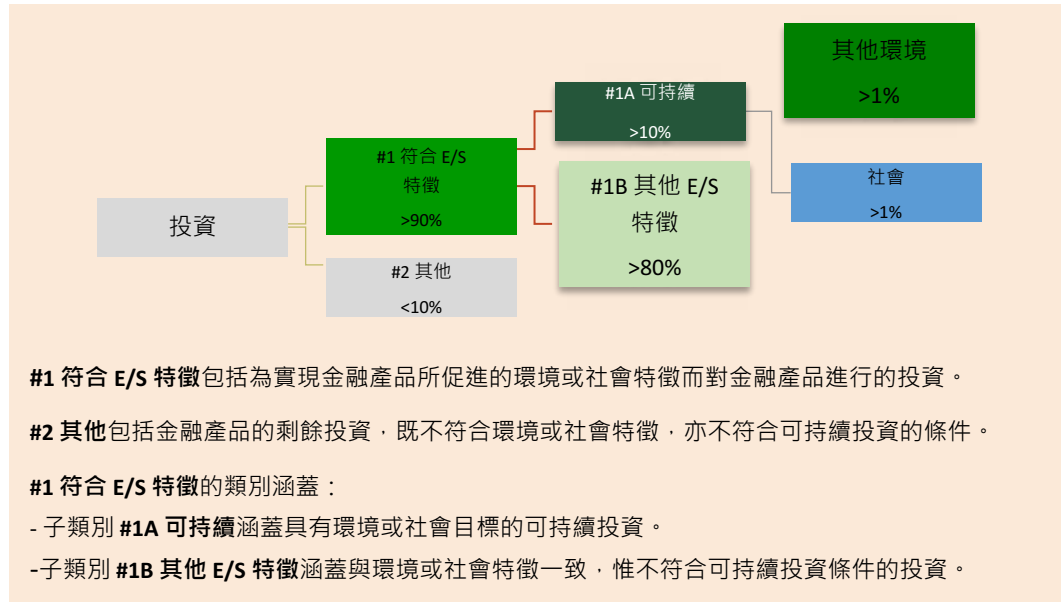 投資
#1 符合 E/S
特徵
>90%
#2 其他
<10%
#1A 可持續
>10%
#1B 其他 E/S
特徵
>80%
其他環境
>1%
社會
>1%
#1 符合 E/S 特徵包括為實現金融產品所促進的環境或社會特徵而對金融產品進行的投資。
#2 其他包括金融產品的剩餘投資，既不符合環境或社會特徵，亦不符合可持續投資的條件。
#1 符合 E/S 特徵的類別涵蓋：
- 子類別 #1A 可持續涵蓋具有環境或社會目標的可持續投資。
-子類別 #1B 其他 E/S 特徵涵蓋與環境或社會特徵一致，惟不符合可持續投資條件的投資。